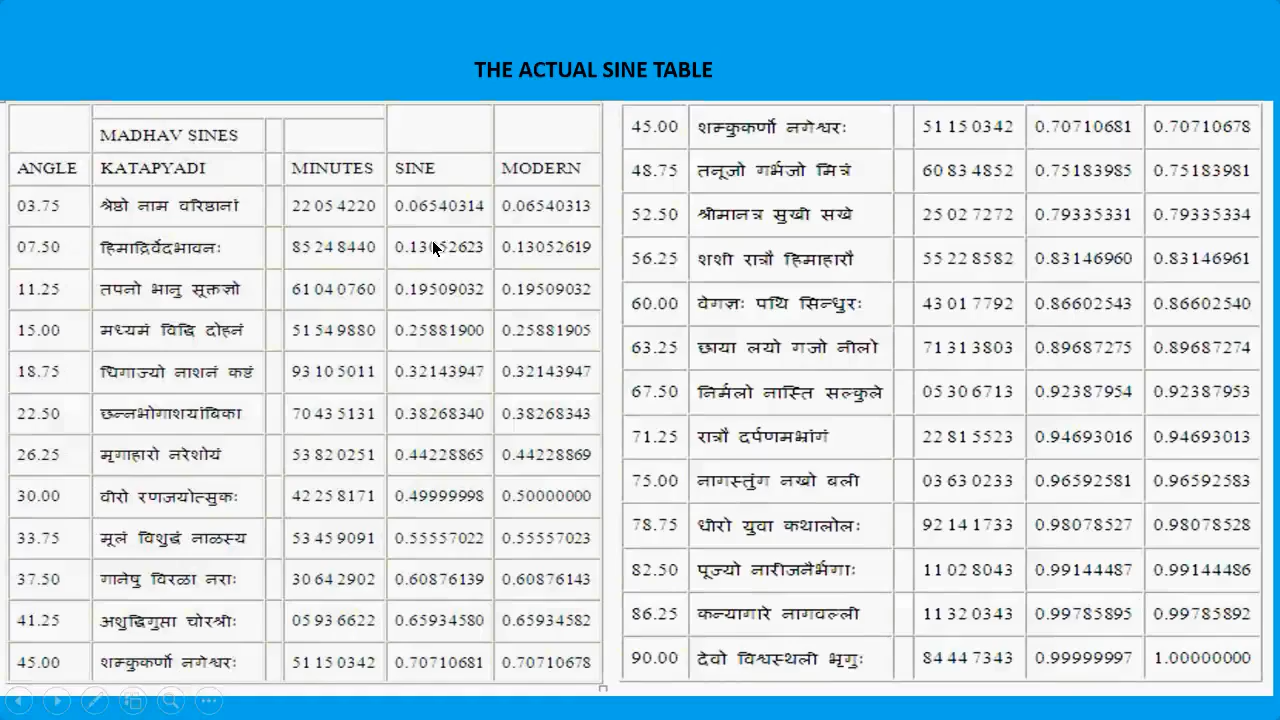 THE ACTUAL SINE TABLE
MADHAV SINES
ANGLE KATAPYADI MINUTES SINE MODERN
03.75 श्रेष्ठो नाम वरिष्ठानां 22 05 4220 0.06540314 0.06540313
07.50 हिमाद्रिर्वेदभावनः 85 24 8440 0.13052623 0.13052619
11.25 तपनो भानु सूक्तज्ञो 61 04 0760 0.19509032 0.19509032
15.00 मध्यमं विद्धि दोहनं 51 54 9880 0.25881900 0.25881905
18.75 धिगाज्यो नाशनं कष्टं 93 10 5011 0.32143947 0.32143947
22.50 छन्नभोगाशयांबिका 70 43 5131 0.38268340 0.38268343
26.25 मृगाहारो नरेशोयं 53 82 0251 0.44228865 0.44228869
30.00 वीरो रणजयोत्सुकः 42 25 8171 0.49999998 0.50000000
33.75 मूलं विशुद्धं नाळस्य 53 45 9091 0.55557022 0.55557023
37.50 गानेषु विरळा नराः 30 64 2902 0.60876139 0.60876143
41.25 अशुद्धिगुप्ता चोरश्रीः 05 93 6622 0.65934580 0.65934582
45.00 शम्कुकर्णो नगेश्वरः 51 15 0342 0.70710681 0.70710678
45.00 शम्कुकर्णो नगेश्वरः 51 15 0342 0.70710681 0.70710678
48.75 तनूजो गर्भजो मित्रं 60 83 4852 0.75183985 0.75183981
52.50 श्रीमानत्र सुखी सखे 25 02 7272 0.79335331 0.79335334
56.25 शशी रात्रौ हिमाहारौ 55 22 8582 0.83146960 0.83146961
60.00 वेगज्ञः पथि सिन्धुरः 43 01 7792 0.86602543 0.86602540
63.25 छाया लयो गजो नीलो 71 31 3803 0.89687275 0.89687274
67.50 निर्मलो नास्ति सल्कुले 05 30 6713 0.92387954 0.92387953
71.25 रात्रौ दर्पणमभ्रांगं 22 81 5523 0.94693016 0.94693013
75.00 नागस्तुंग नखो बली 03 63 0233 0.96592581 0.96592583
78.75 धीरो युवा कथालोलः 92 14 1733 0.98078527 0.98078528
82.50 पूज्यो नारीजनैर्भगाः 11 02 8043 0.99144487 0.99144486
86.25 कन्यागारे नागवल्ली 11 32 0343 0.99785895 0.99785892
90.00 देवो विश्वस्थली भृगुः 84 44 7343 0.99999997 1.00000000